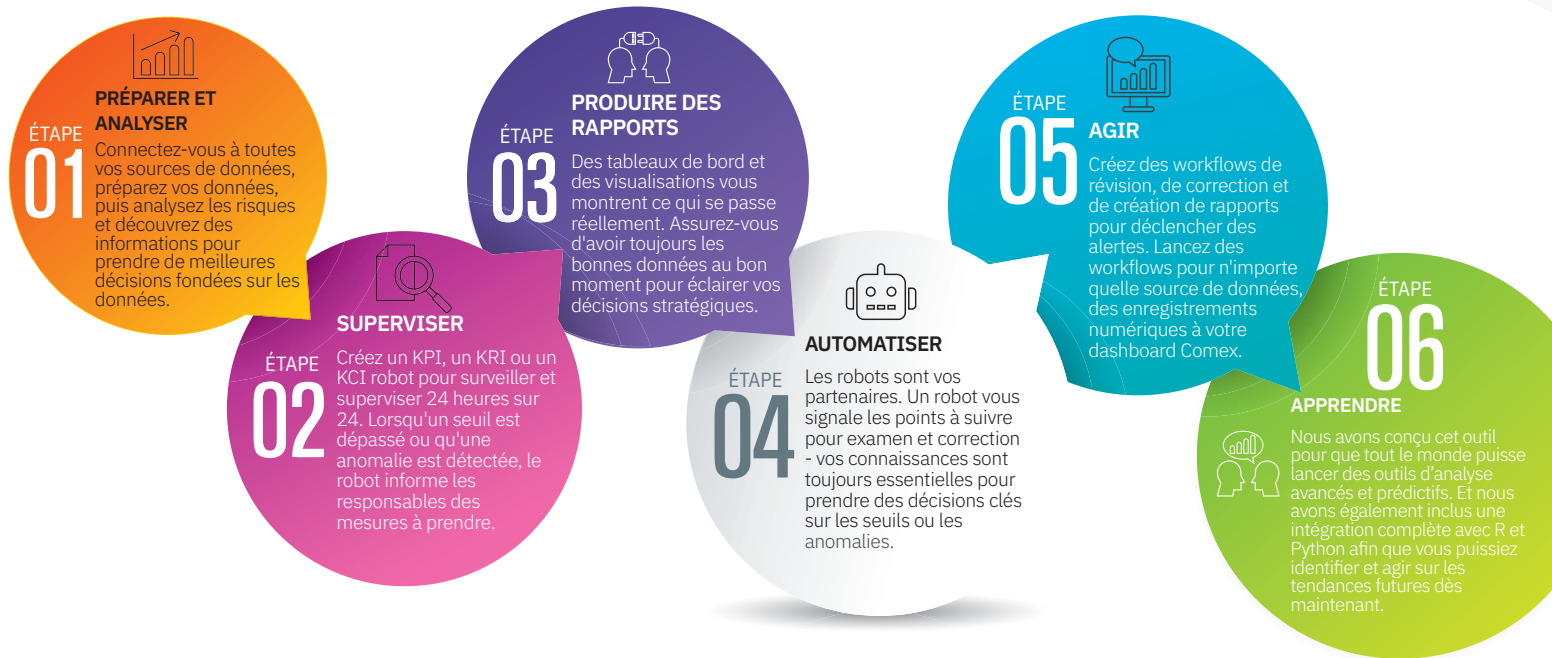 ÉTAPE
01
PRÉPARER ET
ANALYSER
Connectez-vous à toutes
vos sources de données,
préparez vos données,
puis analysez les risques
et découvrez des
informations pour
prendre de meilleures
décisions fondées sur les
données.
ÉTAPE
02
SUPERVISER
Créez un KPI, un KRI ou un
KCI robot pour surveiller et
superviser 24 heures sur
24. Lorsqu'un seuil est
dépassé ou qu'une
anomalie est détectée, le
robot informe les
responsables des
mesures à prendre.
ÉTAPE
03
PRODUIRE DES
RAPPORTS
Des tableaux de bord et
des visualisations vous
montrent ce qui se passe
réellement. Assurez-vous
d'avoir toujours les
bonnes données au bon
moment pour éclairer vos
décisions stratégiques.
ÉTAPE
04
AUTOMATISER
Les robots sont vos
partenaires. Un robot vous
signale les points à suivre
pour examen et correction
- vos connaissances sont
toujours essentielles pour
prendre des décisions clés
sur les seuils ou les
anomalies.
ÉTAPE
05
AGIR
Créez des workflows de
révision, de correction et
de création de rapports
pour déclencher des
alertes. Lancez des
workflows pour n'importe
quelle source de données,
des enregistrements
numériques à votre
dashboard Comex.
ÉTAPE
06
APPRENDRE
Nous avons conçu cet outil
pour que tout le monde puisse
lancer des outils d’analyse
avancés et prédictifs. Et nous
avons également inclus une
intégration complète avec R et
Python afin que vous puissiez
identifier et agir sur les
tendances futures dès
maintenant.